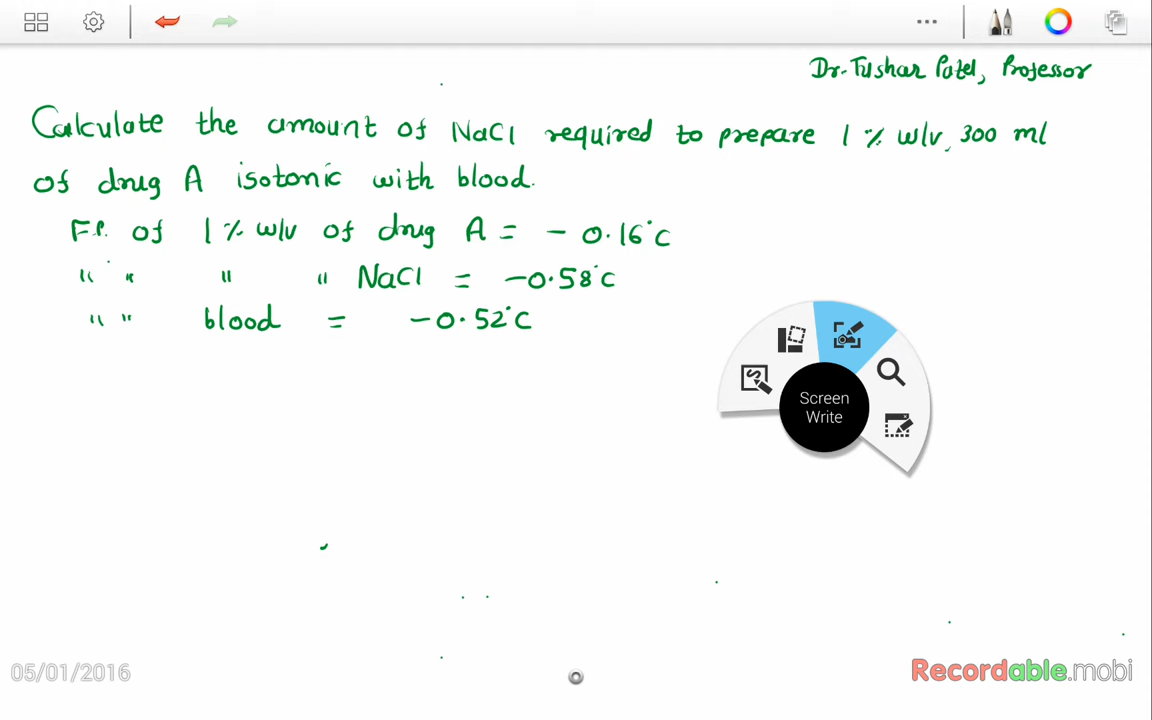 Dr. Tushar Patel, Professor
Calculate the amount of NaCl required to prepare 1 % w/v, 300 ml
of drug A isotonic with blood.
F.P. of 1 % w/v of drug A = - 0.16°C
" " " " NaCl = -0.58°C
" " blood = -0.52°C
Screen
Write
05/01/2016
Recordable.mobi